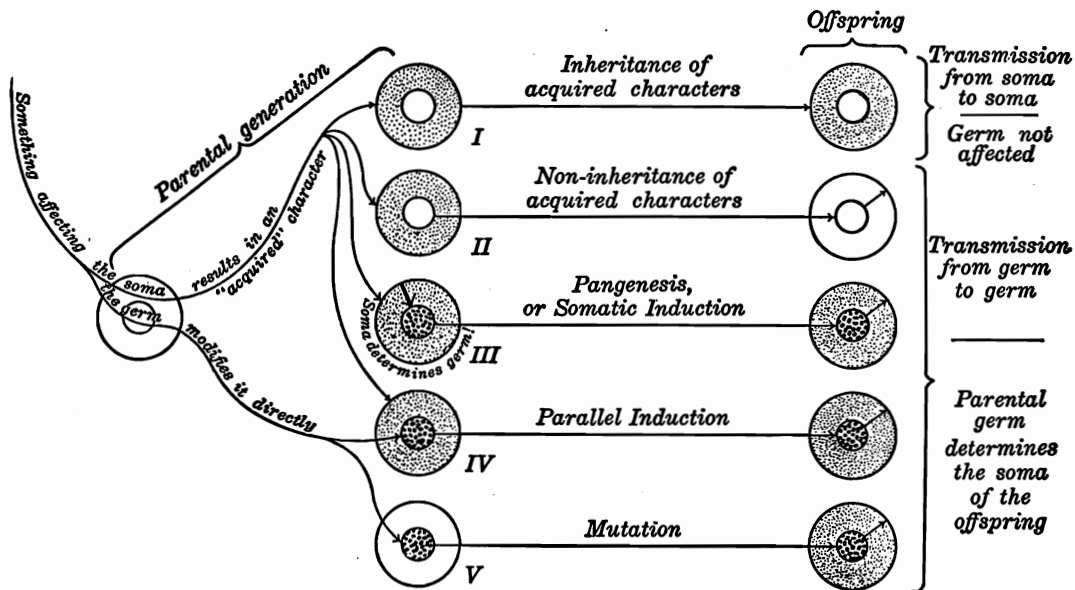 Offspring
Parental generation
Something affecting the soma
the germ
results in an
"acquired" character
modifies it directly
Inheritance of
acquired characters
I
Transmission
from soma
to soma
Germ not
affected
Non-inheritance of
acquired characters
II
Pangenesis,
or Somatic Induction
Soma determines germ!
III
Parallel Induction
IV
Mutation
V
Transmission
from germ
to germ
Parental
germ
determines
the soma
of the
offspring